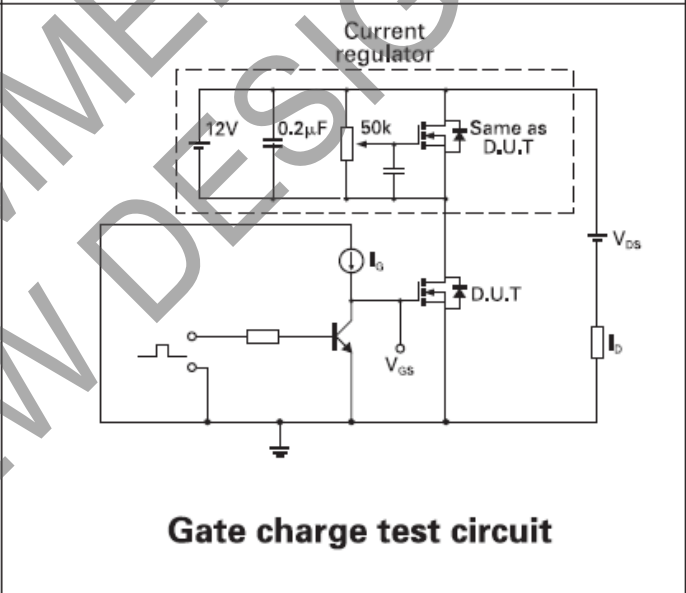 Current
regulator
12V
0.2µF
50k
Same as
D.U.T
V_DS
I_G
D.U.T
V_GS
I_D
Gate charge test circuit